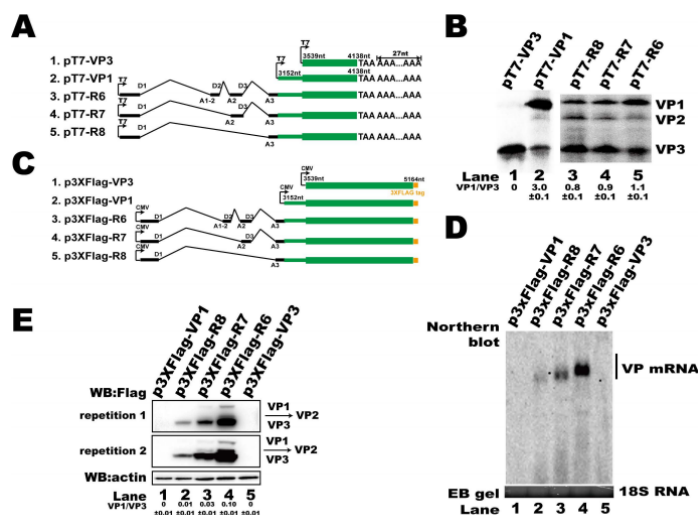 A
1. pT7-VP3
2. pT7-VP1
3. pT7-R6
4. pT7-R7
5. pT7-R8
T7
3539nt
4138nt
27nt
TAA AAA...AAA
T7
3152nt
4138nt
TAA AAA...AAA
T7
D1
A1-2
D2
A2
D3
A3
TAA AAA...AAA
T7
D1
A2
D3
A3
TAA AAA...AAA
T7
D1
A3
TAA AAA...AAA
B
pT7-VP3
pT7-VP1
pT7-R8
pT7-R7
pT7-R6
VP1
VP2
VP3
Lane 1 2 3 4 5
VP1/VP3 0 3.0 0.8 0.9 1.1
±0.1 ±0.1 ±0.1 ±0.1
C
1. p3XFlag-VP3
2. p3XFlag-VP1
3. p3XFlag-R6
4. p3XFlag-R7
5. p3XFlag-R8
CMV
3539nt
5164nt
3XFLAG tag
CMV
3152nt
CMV
D1
A1-2
D2
A2
D3
A3
CMV
D1
A2
D3
A3
CMV
D1
A3
D
p3xFlag-VP1
p3xFlag-R8
p3xFlag-R7
p3xFlag-R6
p3xFlag-VP3
Northern
blot
VP mRNA
EB gel
18S RNA
Lane 1 2 3 4 5
E
p3XFlag-VP1
p3XFlag-R8
p3XFlag-R7
p3XFlag-R6
p3XFlag-VP3
WB:Flag
repetition 1
VP1
VP2
VP3
repetition 2
VP1
VP2
VP3
WB:actin
Lane 1 2 3 4 5
VP1/VP3 0 0.01 0.03 0.10 0
±0.01 ±0.01 ±0.01 ±0.01 ±0.01